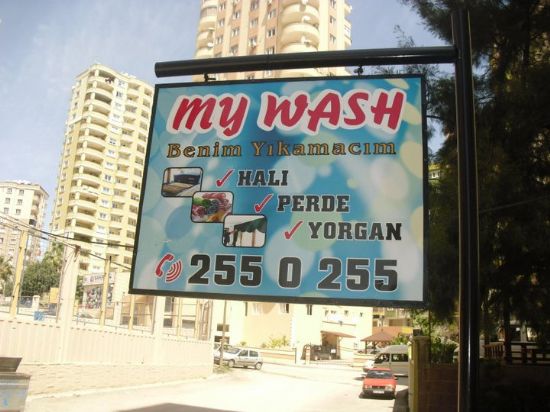 MY WASH
Benim Yıkamacım
HALI
PERDE
YORGAN
255 0 255